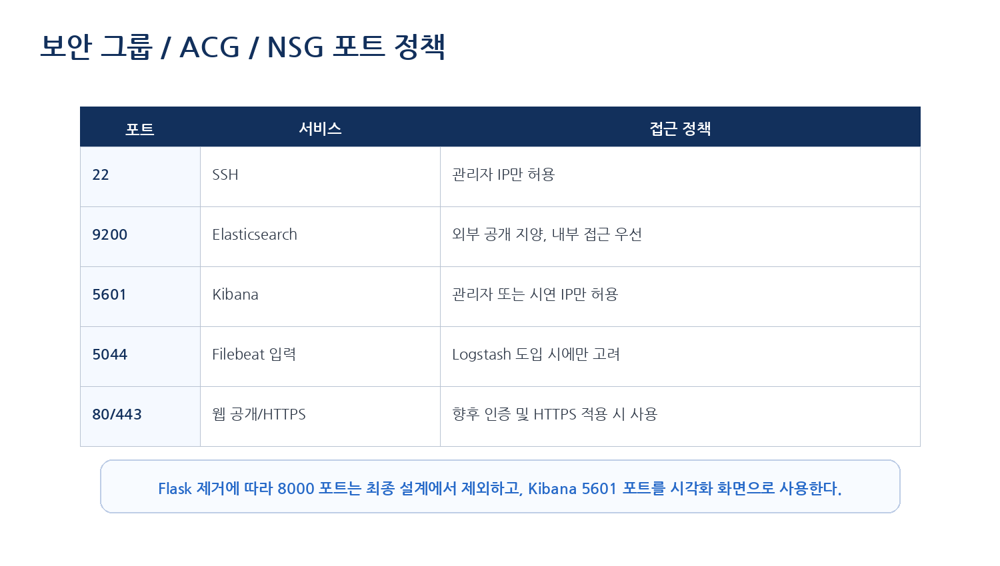 보안 그룹 / ACG / NSG 포트 정책
포트 서비스 접근 정책
22 SSH 관리자 IP만 허용
9200 Elasticsearch 외부 공개 지양, 내부 접근 우선
5601 Kibana 관리자 또는 시연 IP만 허용
5044 Filebeat 입력 Logstash 도입 시에만 고려
80/443 웹 공개/HTTPS 향후 인증 및 HTTPS 적용 시 사용
Flask 제거에 따라 8000 포트는 최종 설계에서 제외하고, Kibana 5601 포트를 시각화 화면으로 사용한다.